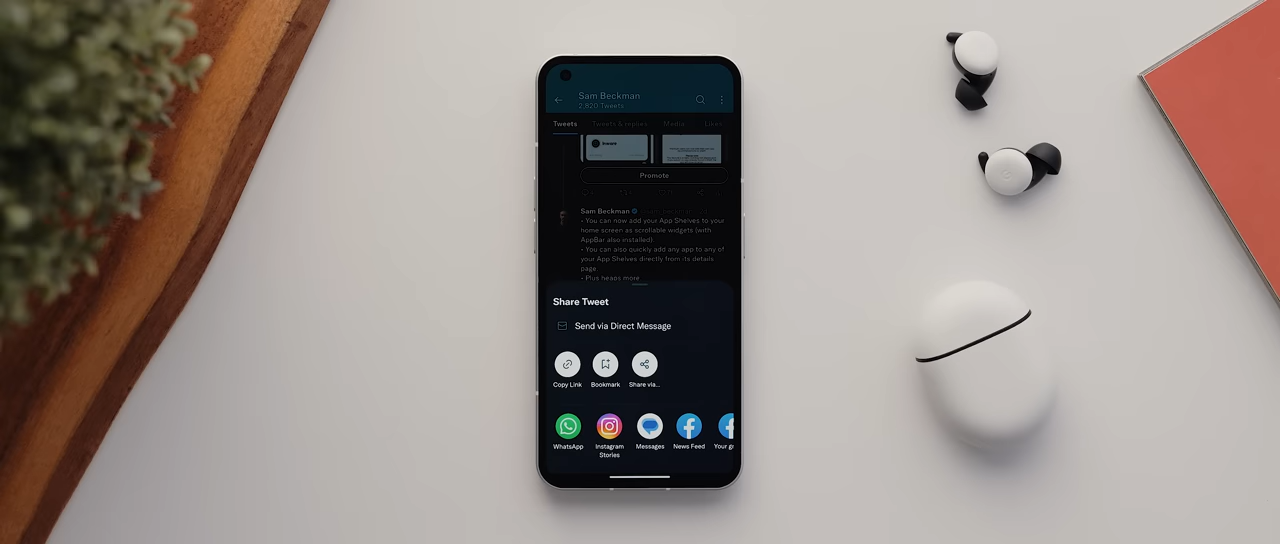 Sam Beckman
2,820 Tweets
Tweets
Tweets & replies
Media
Likes
Promote
Sam Beckman
• You can now add your App Shelves to your
home screen as scrollable widgets (with
AppBar also installed).
• You can also quickly add any app to any of
your App Shelves directly from its details
page.
• Plus heaps more
Share Tweet
Send via Direct Message
Copy Link
Bookmark
Share via...
WhatsApp
Instagram
Stories
Messages
News Feed
Your gr